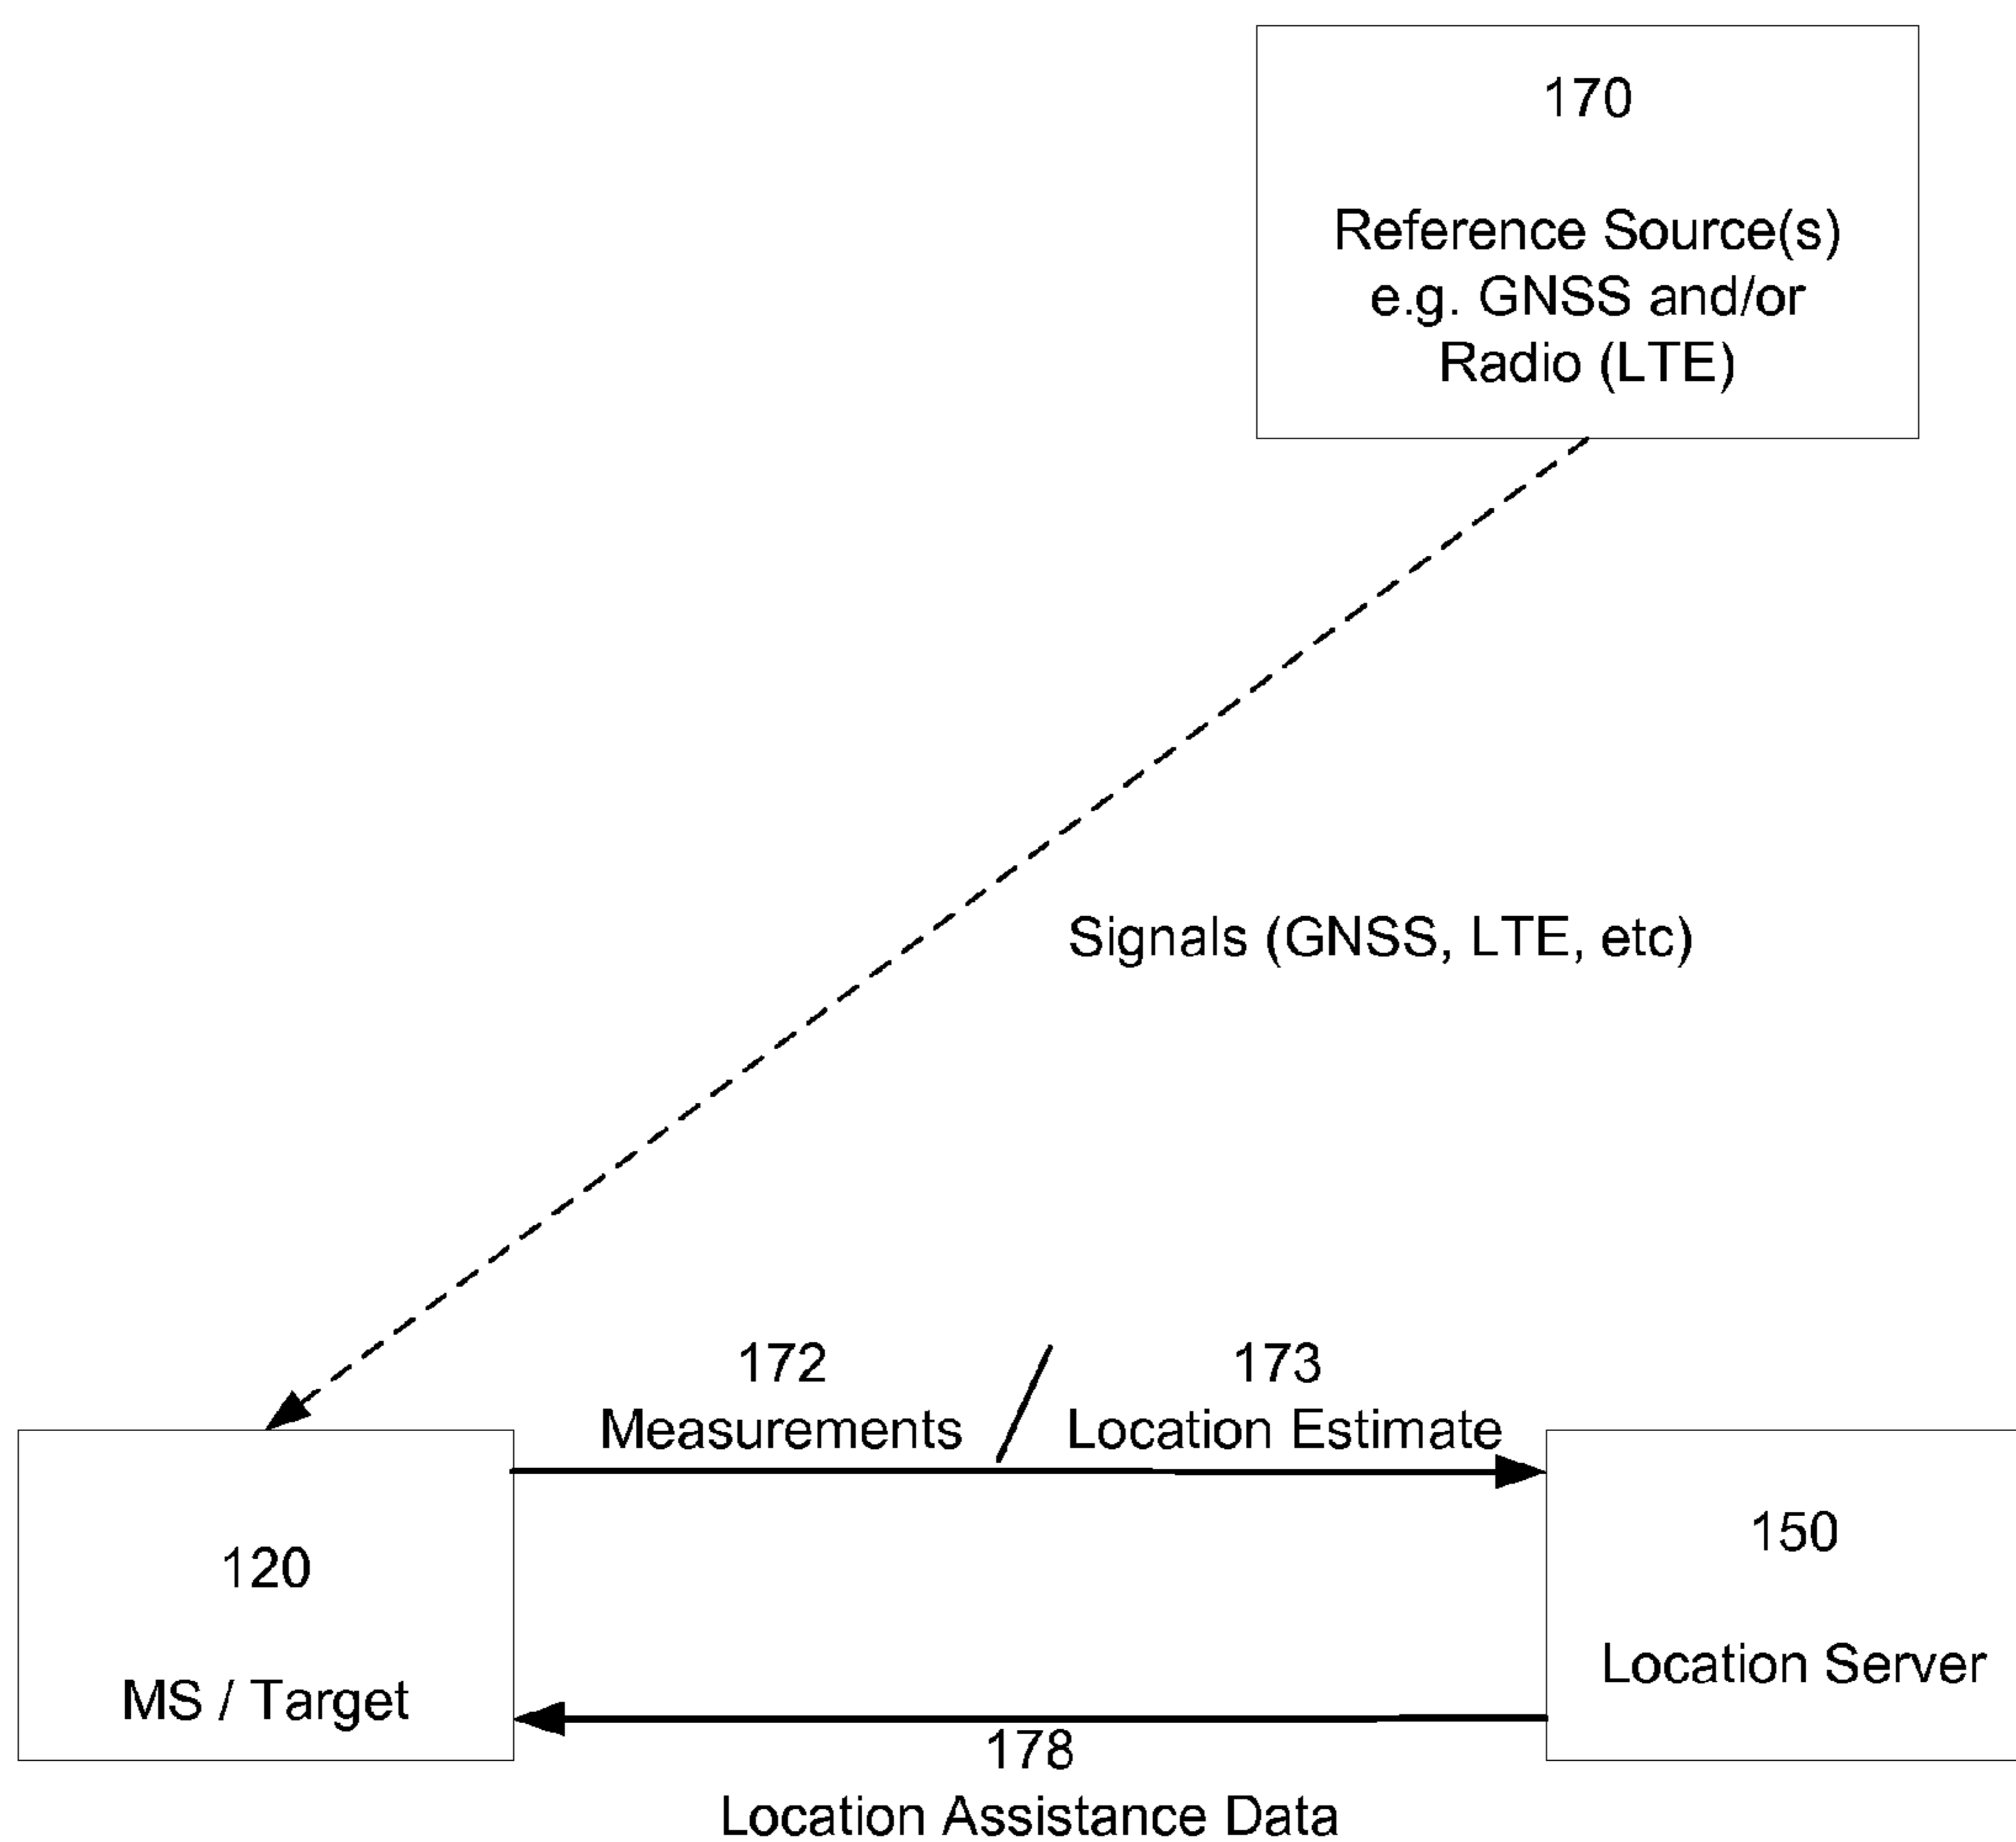 170
Reference Source(s)
e.g. GNSS and/or
Radio (LTE)
Signals (GNSS, LTE, etc)
172 / 173
Measurements Location Estimate
120
MS / Target
150
Location Server
178
Location Assistance Data